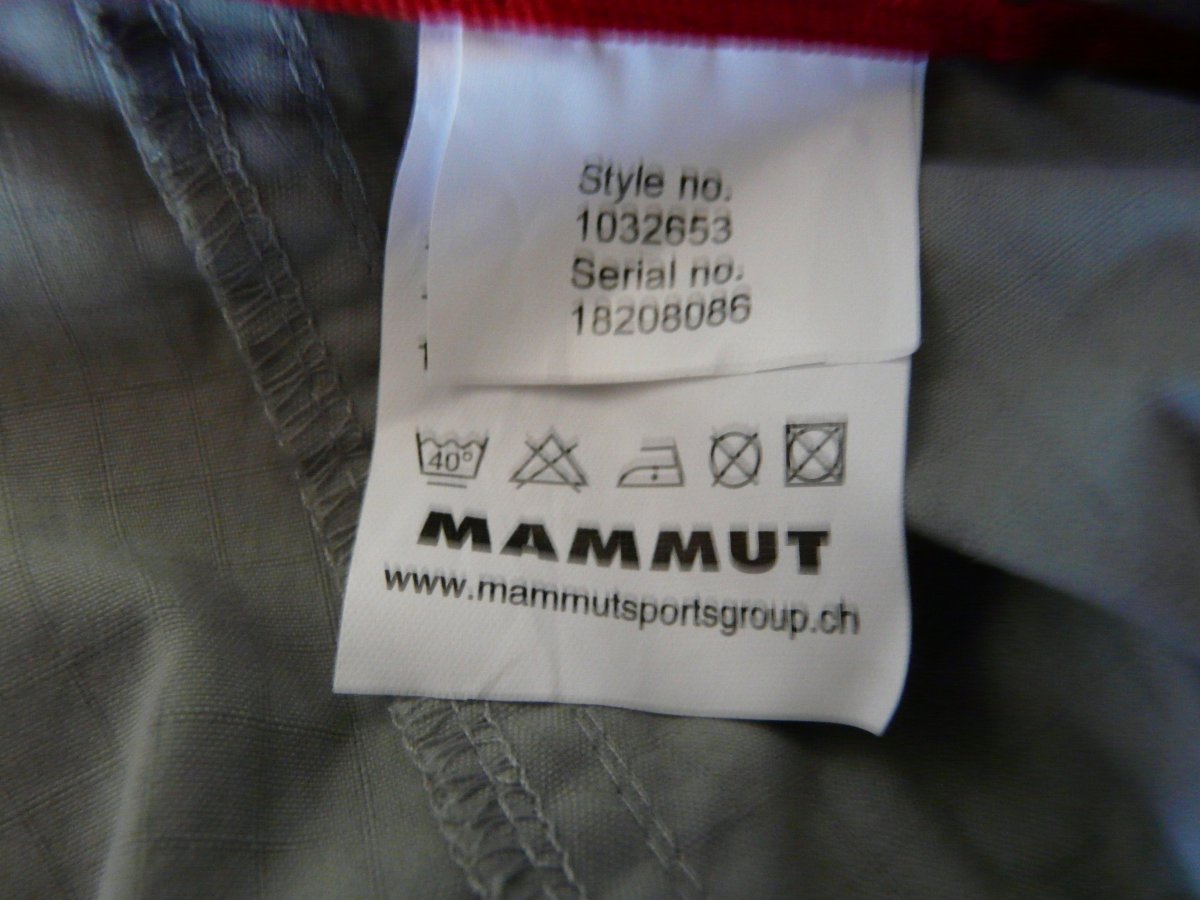 Style no.
1032653
Serial no.
18208086
40°
MAMMUT
www.mammutsportsgroup.ch